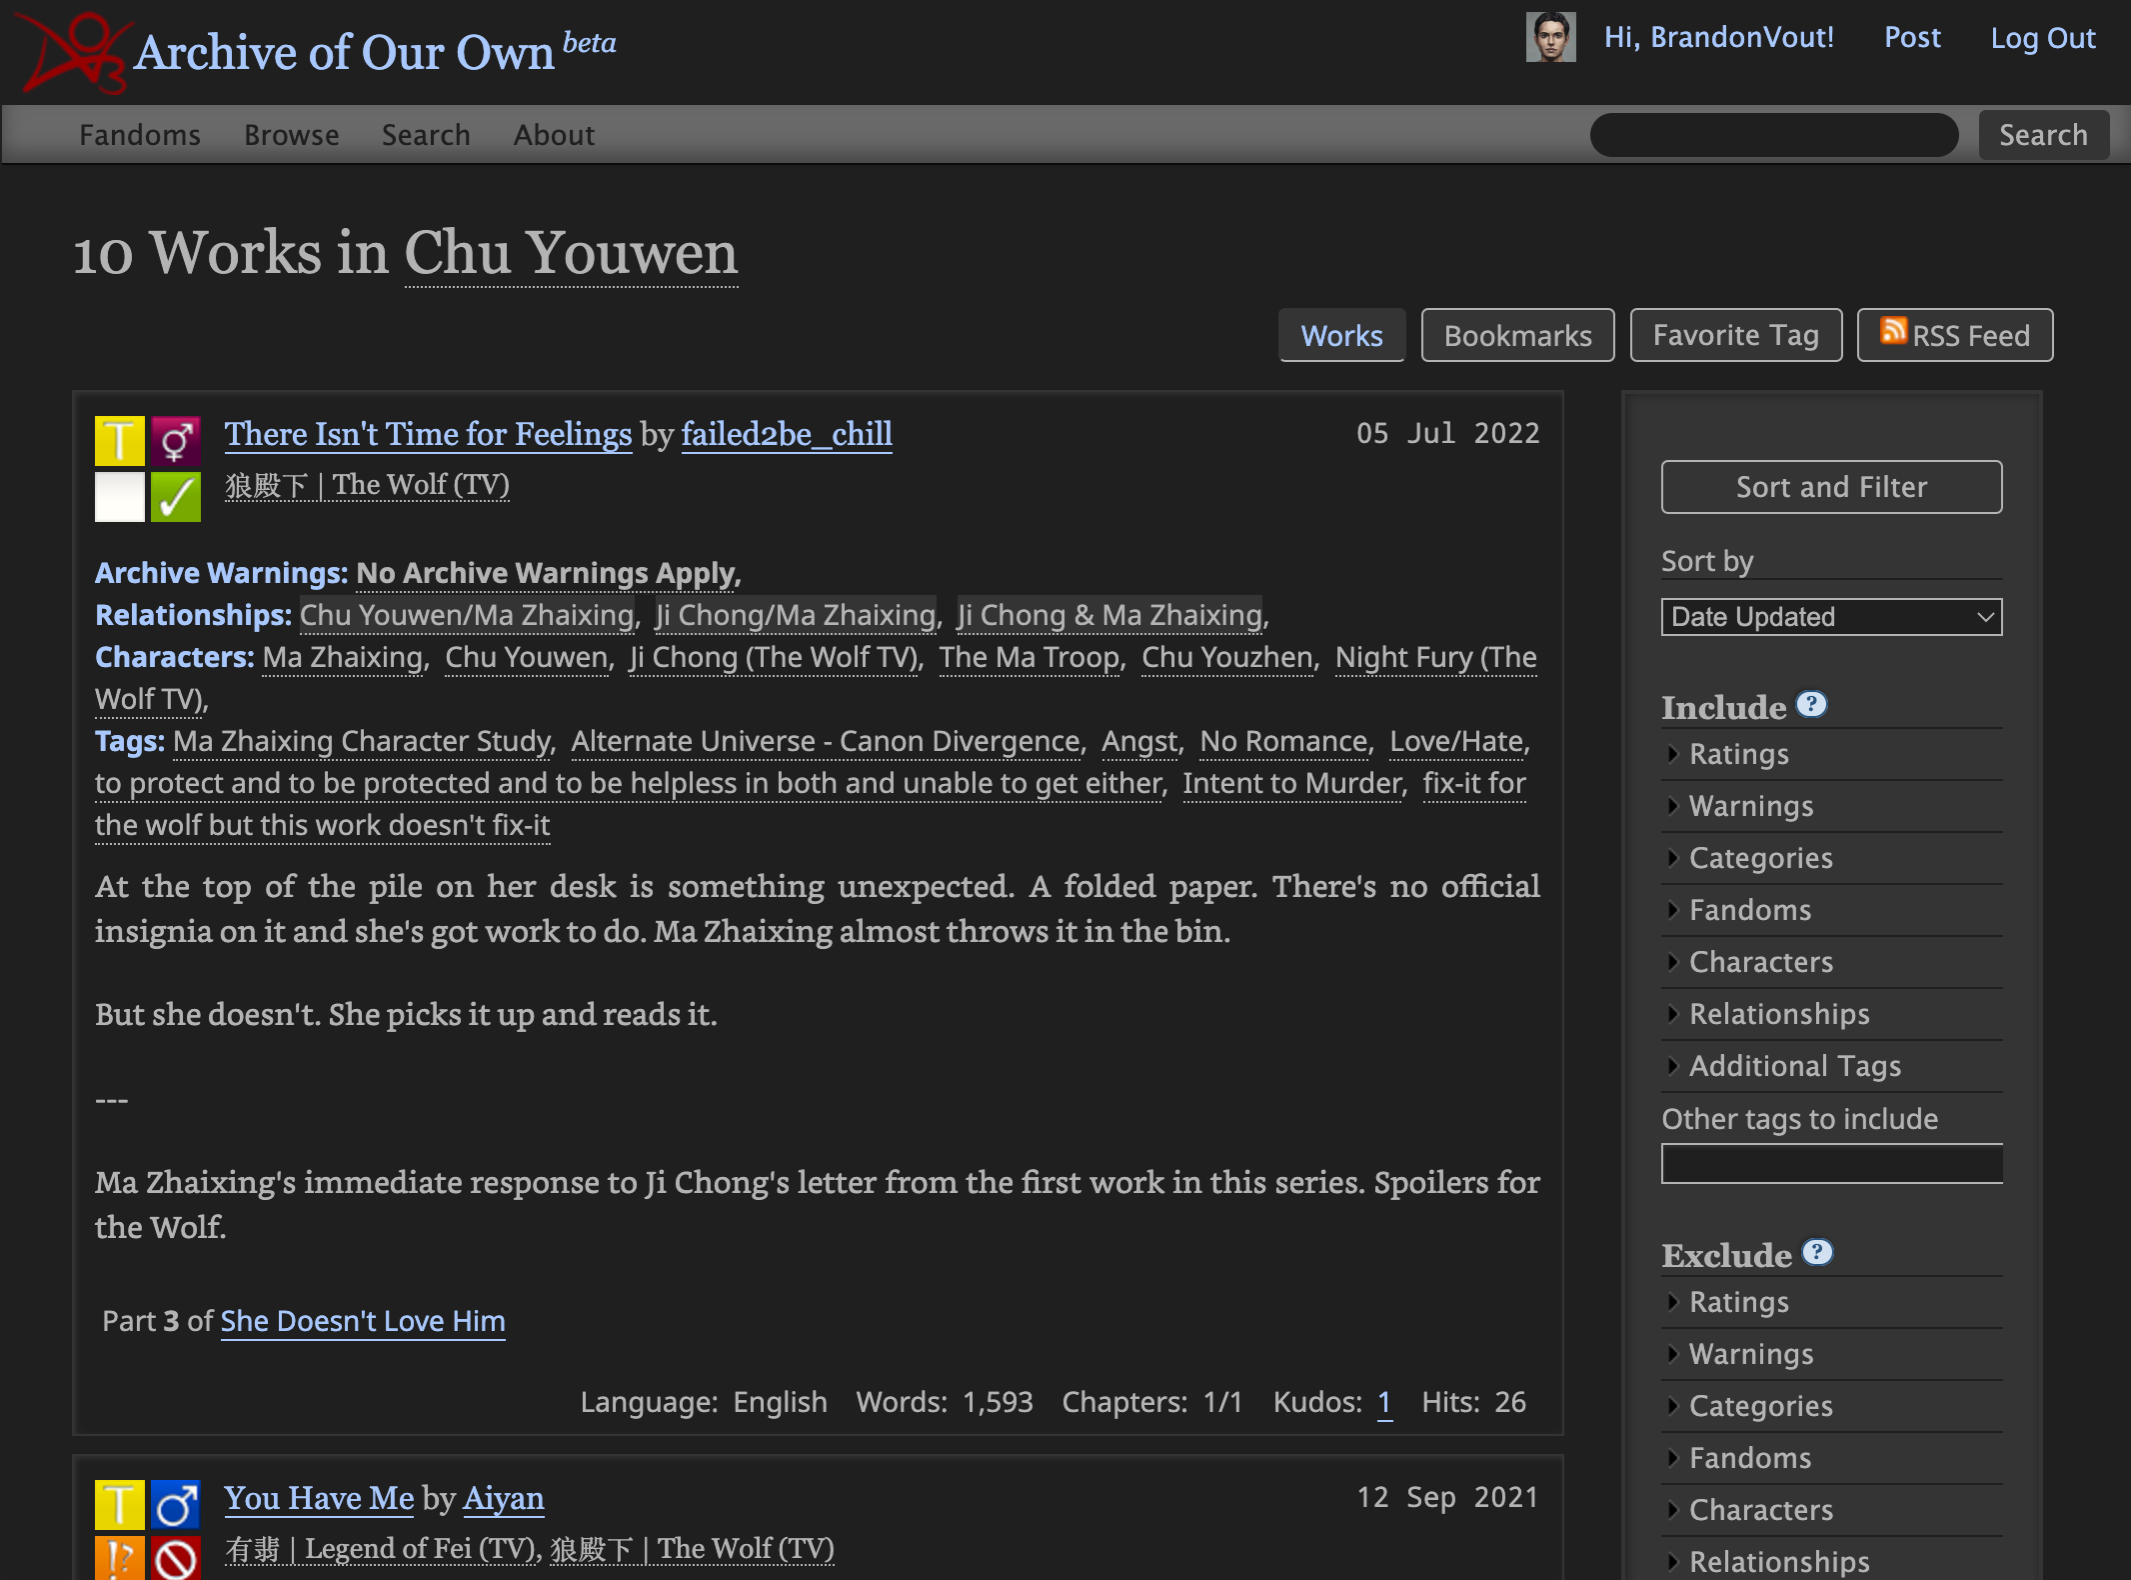 Archive of Our Own beta
Hi, BrandonVout! Post Log Out
Fandoms Browse Search About Search
10 Works in Chu Youwen
Works Bookmarks Favorite Tag RSS Feed
T There Isn't Time for Feelings by failed2be_chill 05 Jul 2022
狼殿下 | The Wolf (TV)
Archive Warnings: No Archive Warnings Apply,
Relationships: Chu Youwen/Ma Zhaixing, Ji Chong/Ma Zhaixing, Ji Chong & Ma Zhaixing,
Characters: Ma Zhaixing, Chu Youwen, Ji Chong (The Wolf TV), The Ma Troop, Chu Youzhen, Night Fury (The
Wolf TV),
Tags: Ma Zhaixing Character Study, Alternate Universe - Canon Divergence, Angst, No Romance, Love/Hate,
to protect and to be protected and to be helpless in both and unable to get either, Intent to Murder, fix-it for
the wolf but this work doesn't fix-it
At the top of the pile on her desk is something unexpected. A folded paper. There's no official
insignia on it and she's got work to do. Ma Zhaixing almost throws it in the bin.
But she doesn't. She picks it up and reads it.
---
Ma Zhaixing's immediate response to Ji Chong's letter from the first work in this series. Spoilers for
the Wolf.
Part 3 of She Doesn't Love Him
Language: English Words: 1,593 Chapters: 1/1 Kudos: 1 Hits: 26
T You Have Me by Aiyan 12 Sep 2021
!? 有翡 | Legend of Fei (TV), 狼殿下 | The Wolf (TV)
Sort and Filter
Sort by
Date Updated
Include ?
Ratings
Warnings
Categories
Fandoms
Characters
Relationships
Additional Tags
Other tags to include
Exclude ?
Ratings
Warnings
Categories
Fandoms
Characters
Relationships